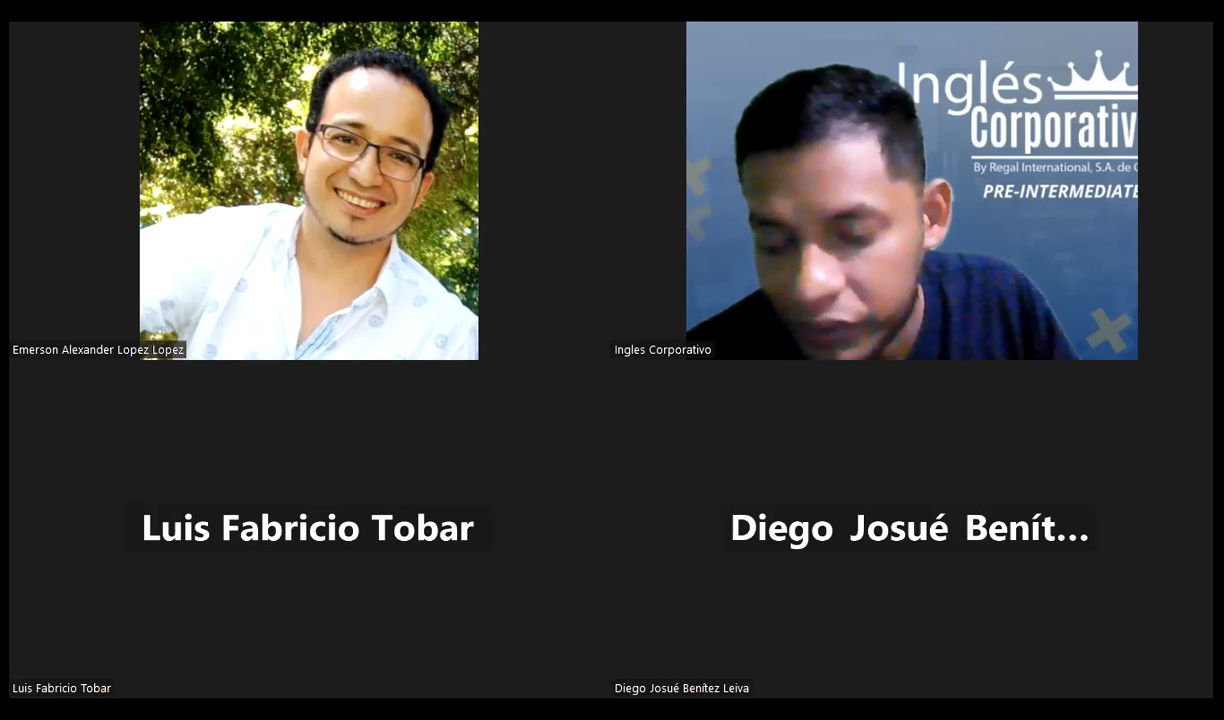 Inglés
Corporativ
By Regal International, S.A. de C
PRE-INTERMEDIATE
Emerson Alexander Lopez Lopez
Ingles Corporativo
Luis Fabricio Tobar
Diego Josué Benít...
Luis Fabricio Tobar
Diego Josué Benítez Leiva